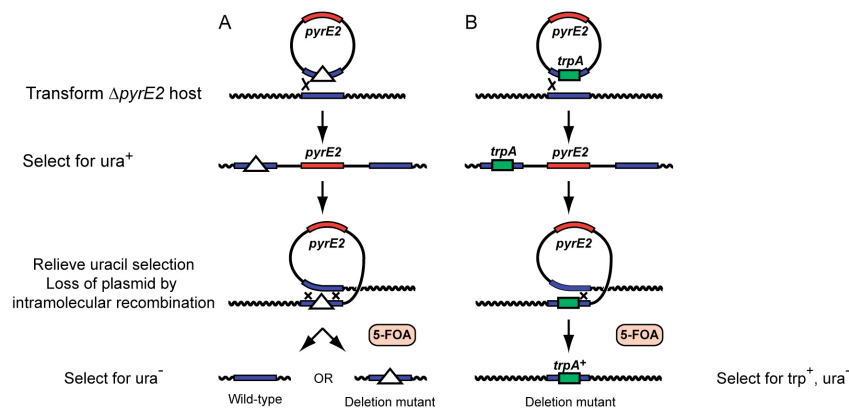 A
B
pyrE2
pyrE2
trpA
Transform ΔpyrE2 host
x
x
Select for ura⁺
pyrE2
trpA
pyrE2
pyrE2
pyrE2
Relieve uracil selection
Loss of plasmid by
intramolecular recombination
x
x
x
5-FOA
5-FOA
Select for ura⁻
OR
trpA⁺
Select for trp⁺, ura⁻
Wild-type
Deletion mutant
Deletion mutant